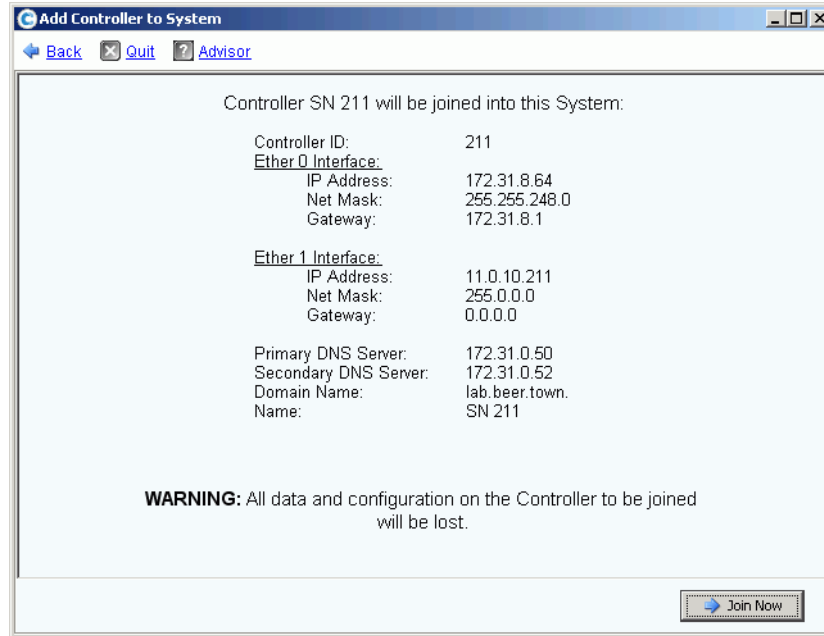 Add Controller to System
Back Quit Advisor
Controller SN 211 will be joined into this System:
Controller ID: 211
Ether 0 Interface:
IP Address: 172.31.8.64
Net Mask: 255.255.248.0
Gateway: 172.31.8.1
Ether 1 Interface:
IP Address: 11.0.10.211
Net Mask: 255.0.0.0
Gateway: 0.0.0.0
Primary DNS Server: 172.31.0.50
Secondary DNS Server: 172.31.0.52
Domain Name: lab.beer.town.
Name: SN 211
WARNING: All data and configuration on the Controller to be joined
will be lost.
Join Now